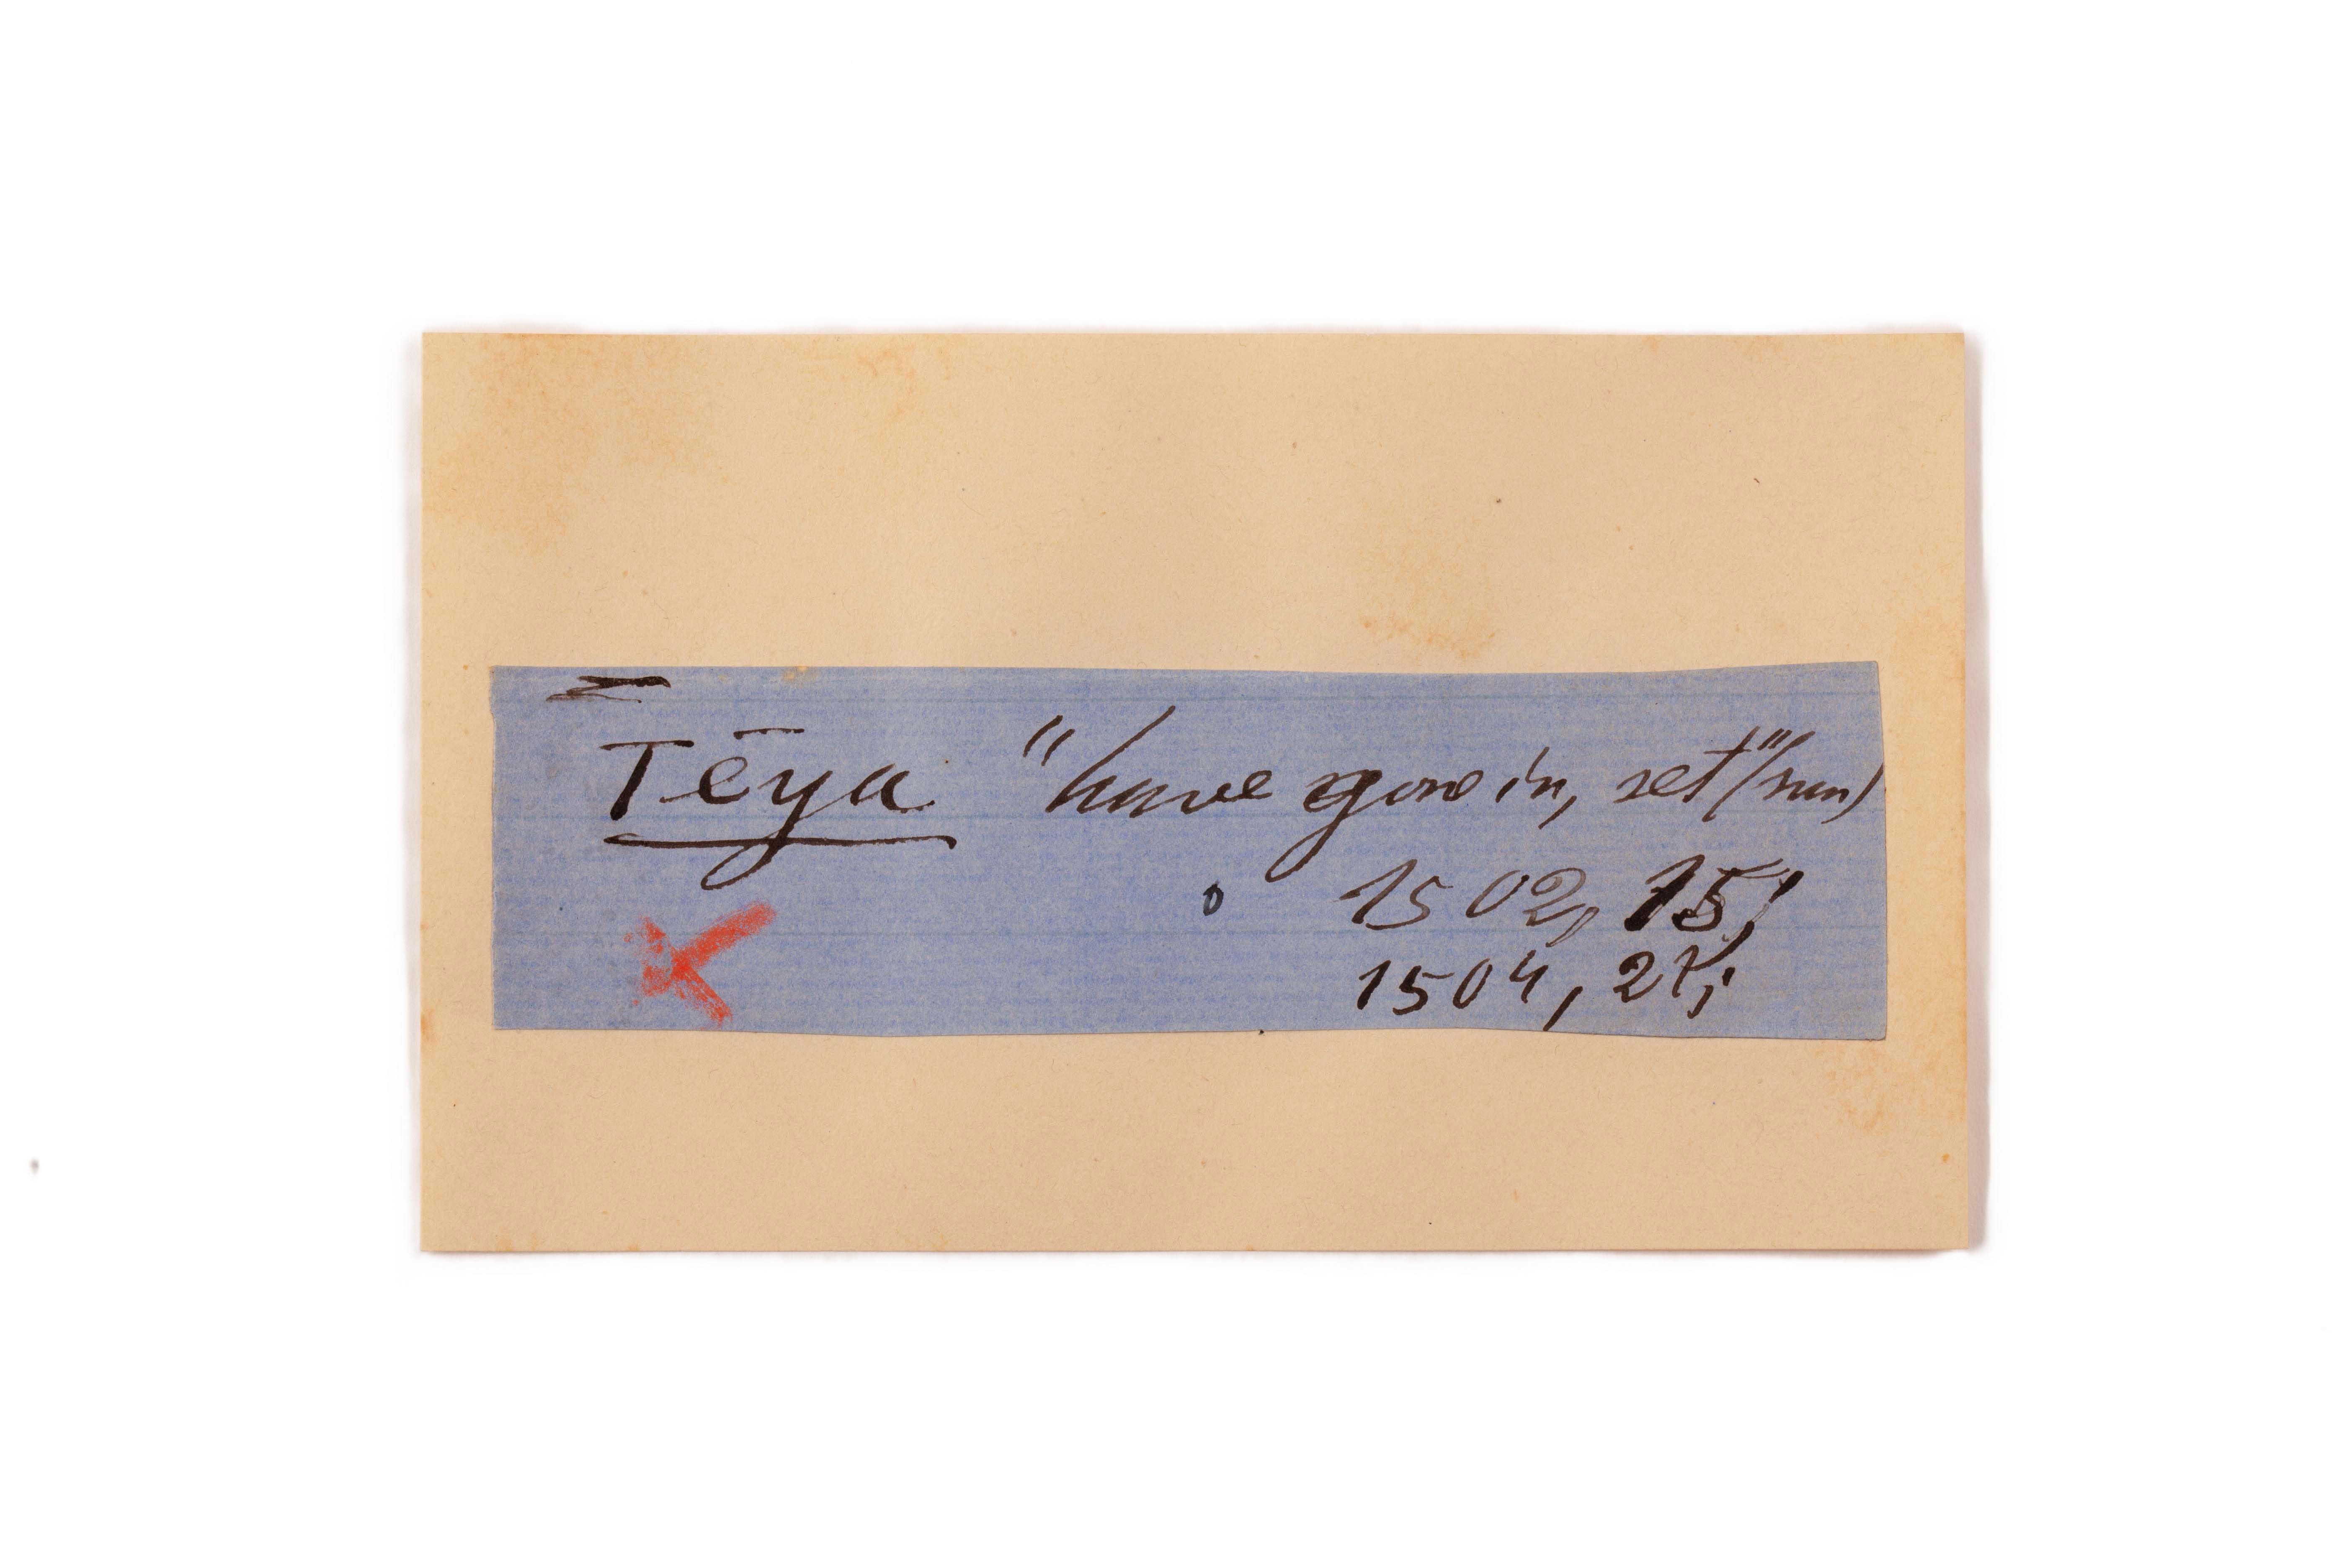 Tēya "have gone in, set" (sun)
1502, 15;
1504, 27;